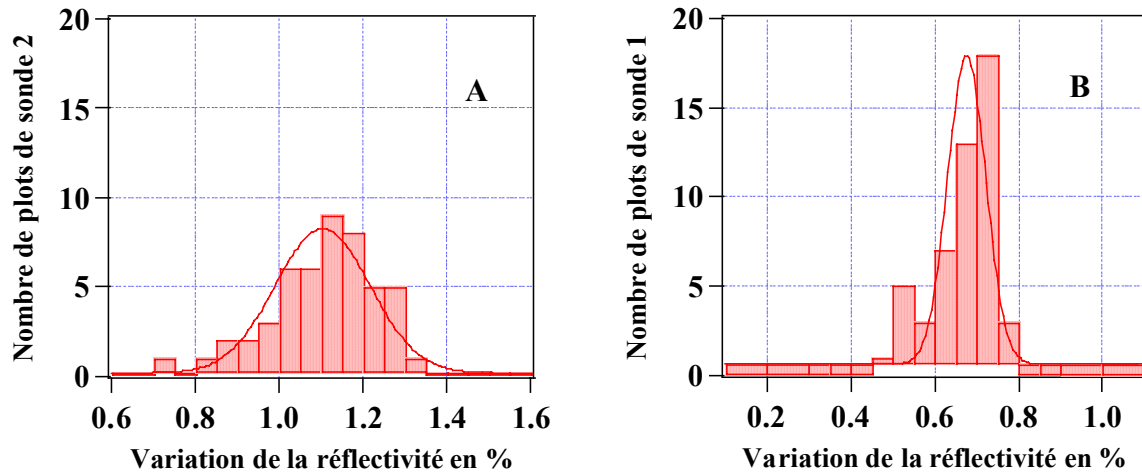 Nombre de plots de sonde 2
20
15
10
5
0
A
0.6 0.8 1.0 1.2 1.4 1.6
Variation de la réflectivité en %
Nombre de plots de sonde 1
20
15
10
5
0
B
0.2 0.4 0.6 0.8 1.0
Variation de la réflectivité en %